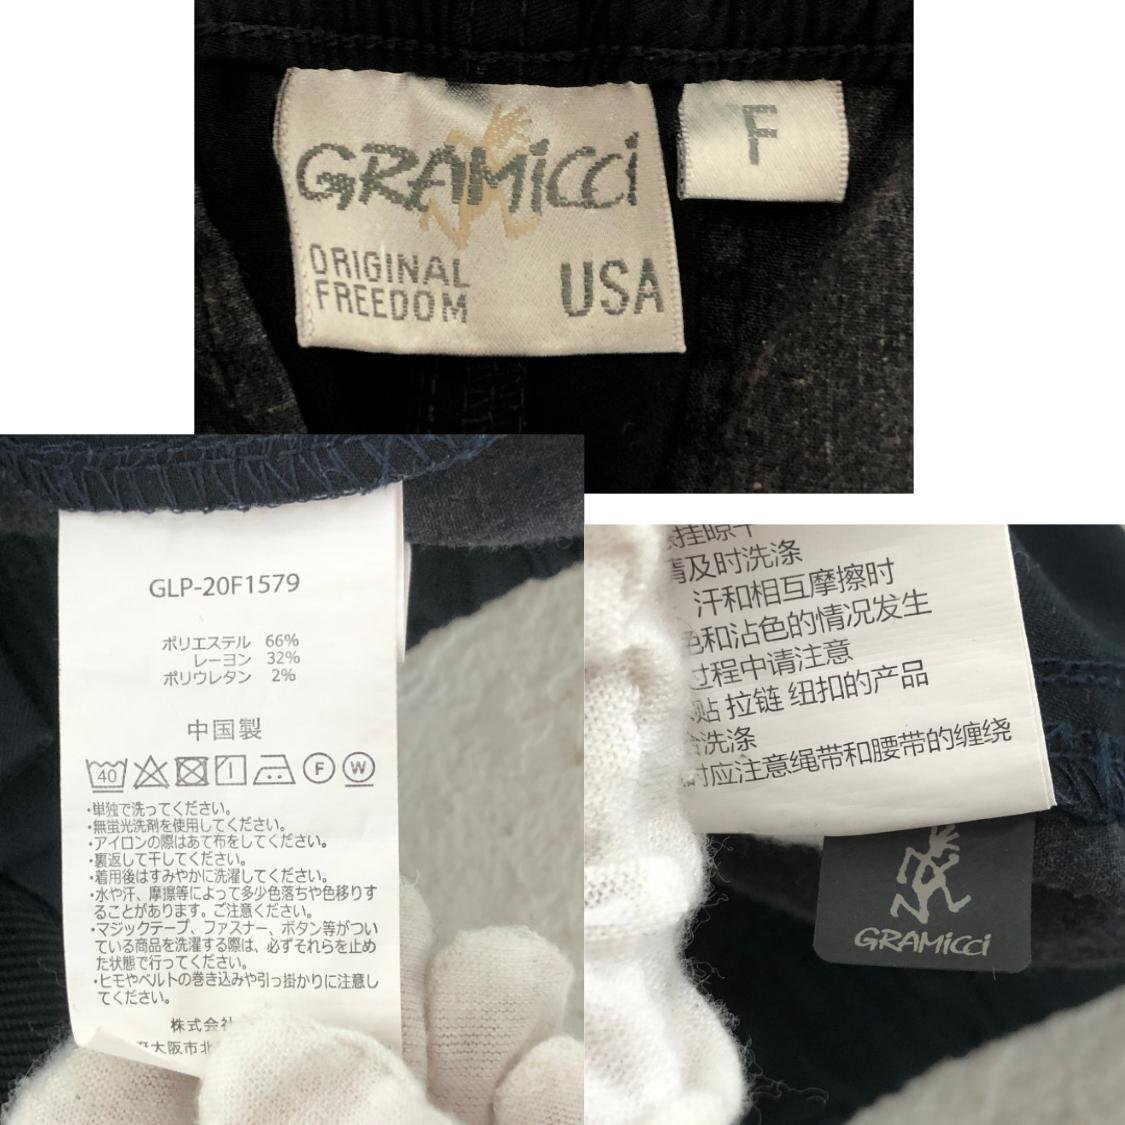 GRAMiCCi
F
ORIGINAL
FREEDOM
USA
GLP-20F1579
ポリエステル 66%
レーヨン 32%
ポリウレタン 2%
中国製
40
F
W
・単独で洗ってください。
・無蛍光洗剤を使用してください。
・アイロンの際はあて布をしてください。
・裏返して干してください。
・着用後はすみやかに洗濯してください。
・水や汗、摩擦等によって多少色落ちや色移りす
ることがあります。ご注意ください。
・マジックテープ、ファスナー、ボタン等がつい
ている商品を洗濯する際は、必ずそれらを止め
た状態で行ってください。
・ヒモやベルトの巻き込みや引っ掛かりに注意し
てください。
株式会
大阪市北
挂晾干
及时洗涤
汗和相互摩擦时
色和沾色的情况发生
过程中请注意
贴 拉链 纽扣的产品
洗涤
时应注意绳带和腰带的缠绕
GRAMiCCi